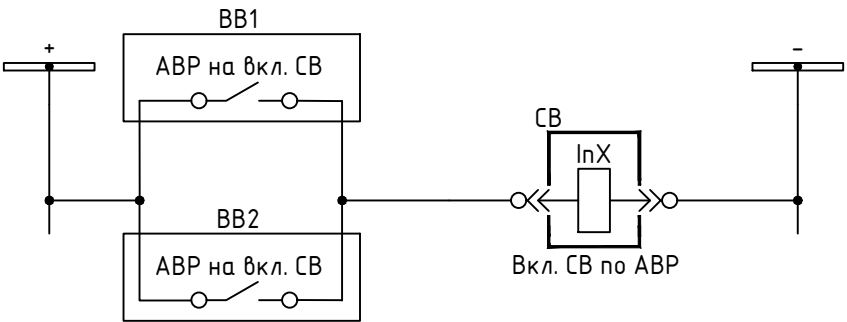 ВВ1
+
АВР на вкл. СВ
-
СВ
InX
ВВ2
АВР на вкл. СВ
Вкл. СВ по АВР